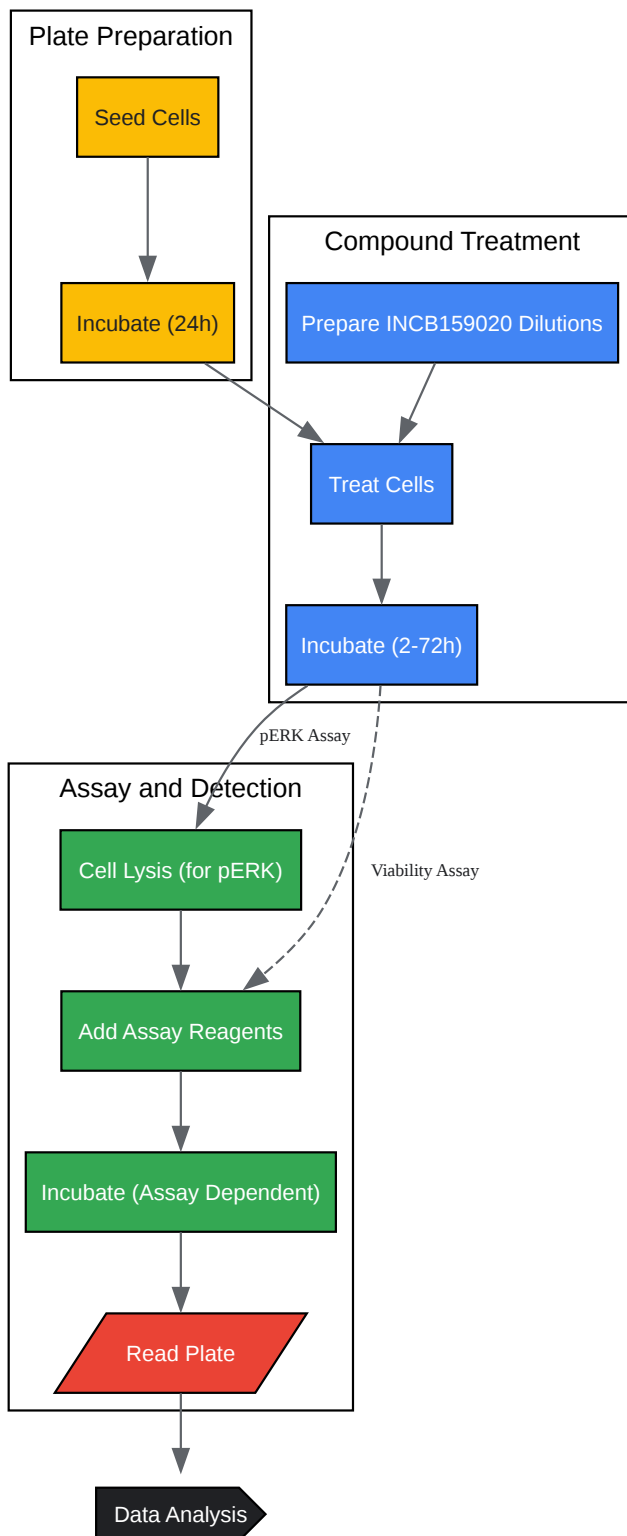 Plate Preparation
Seed Cells
Incubate (24h)
Compound Treatment
Prepare INCB159020 Dilutions
Treat Cells
Incubate (2-72h)
pERK Assay
Viability Assay
Assay and Detection
Cell Lysis (for pERK)
Add Assay Reagents
Incubate (Assay Dependent)
Read Plate
Data Analysis